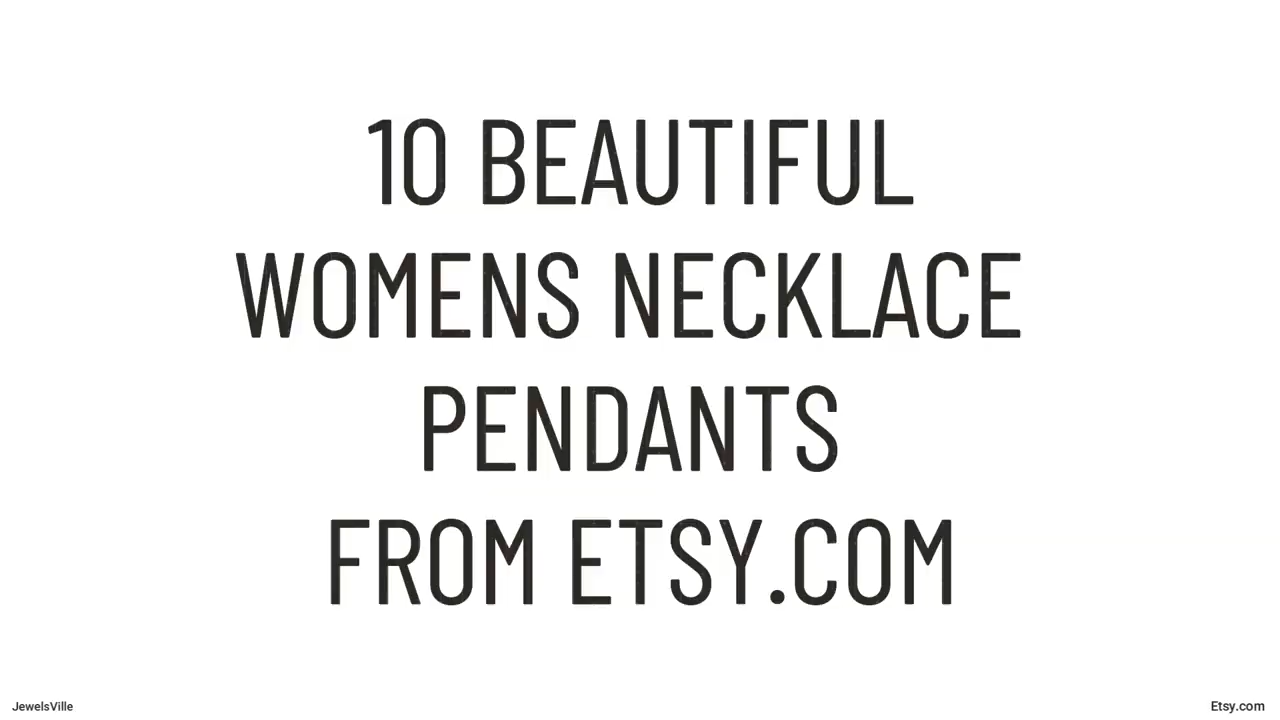 10 BEAUTIFUL
WOMENS NECKLACE
PENDANTS
FROM ETSY.COM
JewelsVille
Etsy.com